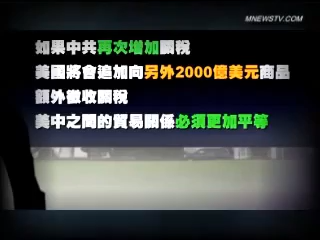 MNEWSTV.COM
如果中共再次增加關稅
美國將會追加向另外2000億美元商品
額外徵收關稅
美中之間的貿易關係必須更加平等